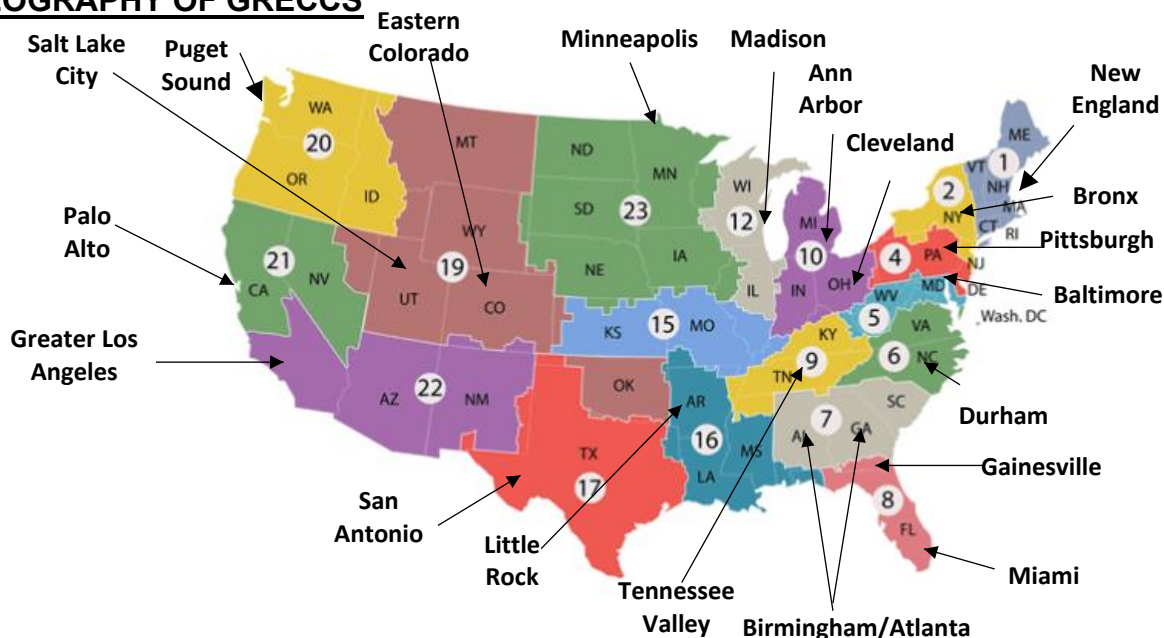 EOGRAPHY OF GRECCS
Salt Lake
City
Puget
Sound
Eastern
Colorado
Minneapolis
Madison
Ann
Arbor
Cleveland
New
England
Bronx
Pittsburgh
Baltimore
Palo
Alto
Greater Los
Angeles
San
Antonio
Little
Rock
Tennessee
Valley
Birmingham/Atlanta
Durham
Gainesville
Miami
WA
20
OR
ID
MT
WY
19
UT
CO
ND
MN
SD
23
NE
IA
WI
12
IL
MI
10
IN
OH
ME
VT
1
NH
MA
CT
RI
2
NY
4
PA
NJ
MD
DE
WV
5
Wash. DC
VA
6
NC
21
NV
CA
KS
15
MO
KY
9
TN
AZ
22
NM
OK
AR
16
MS
LA
TX
17
AL
7
GA
SC
8
FL